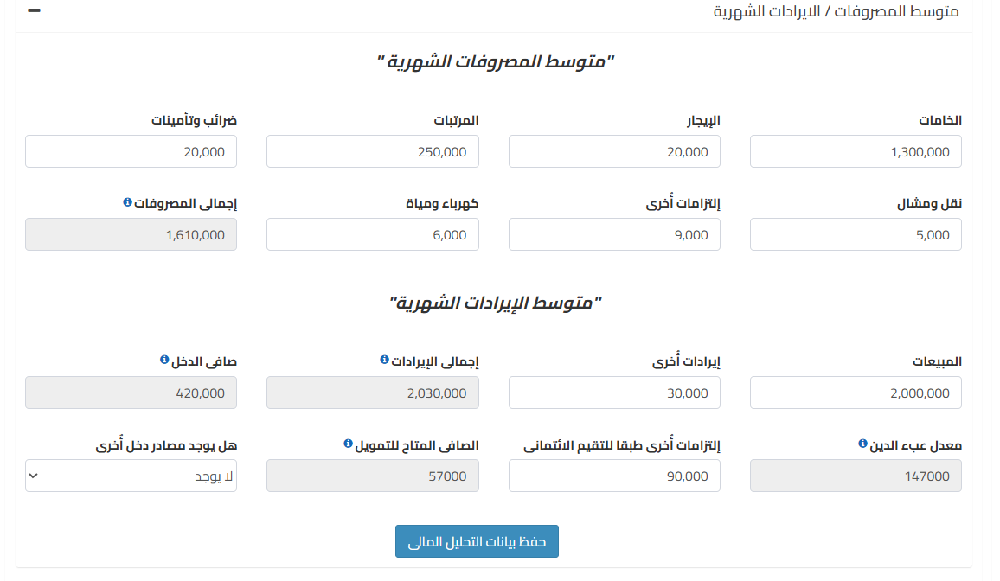 متوسط المصروفات / الايرادات الشهرية
"متوسط المصروفات الشهرية "
الخامات الإيجار المرتبات ضرائب وتأمينات
1,300,000 20,000 250,000 20,000
نقل ومشال إلتزامات أُخرى كهرباء ومياة إجمالى المصروفات
5,000 9,000 6,000 1,610,000
"متوسط الإيرادات الشهرية"
المبيعات إيرادات أُخرى إجمالى الإيرادات صافى الدخل
2,000,000 30,000 2,030,000 420,000
معدل عبء الدين إلتزامات أُخرى طبقا للتقيم الائتمانى الصافى المتاح للتمويل هل يوجد مصادر دخل أُخرى
147000 90,000 57000 لا يوجد
حفظ بيانات التحليل المالى